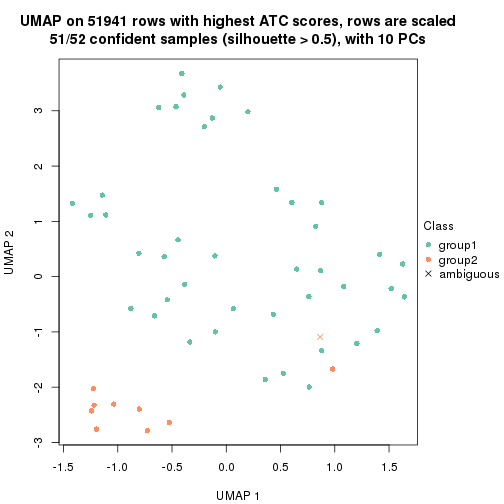 UMAP on 51941 rows with highest ATC scores, rows are scaled
51/52 confident samples (silhouette > 0.5), with 10 PCs
3
2
1
0
-1
-2
-3
UMAP 2
-1.5 -1.0 -0.5 0.0 0.5 1.0 1.5
UMAP 1
Class
group1
group2
ambiguous